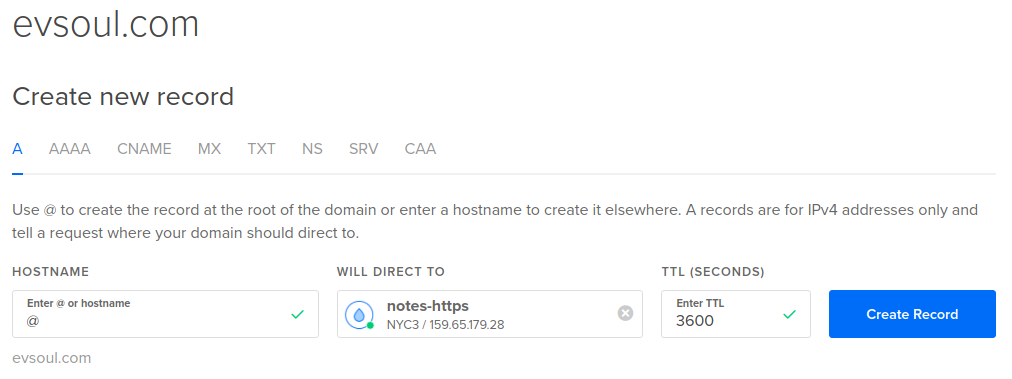 evsoul.com
Create new record
A AAAA CNAME MX TXT NS SRV CAA
Use @ to create the record at the root of the domain or enter a hostname to create it elsewhere. A records are for IPv4 addresses only and
tell a request where your domain should direct to.
HOSTNAME WILL DIRECT TO TTL (SECONDS)
Enter @ or hostname
@
notes-https
NYC3 / 159.65.179.28
Enter TTL
3600
Create Record
evsoul.com